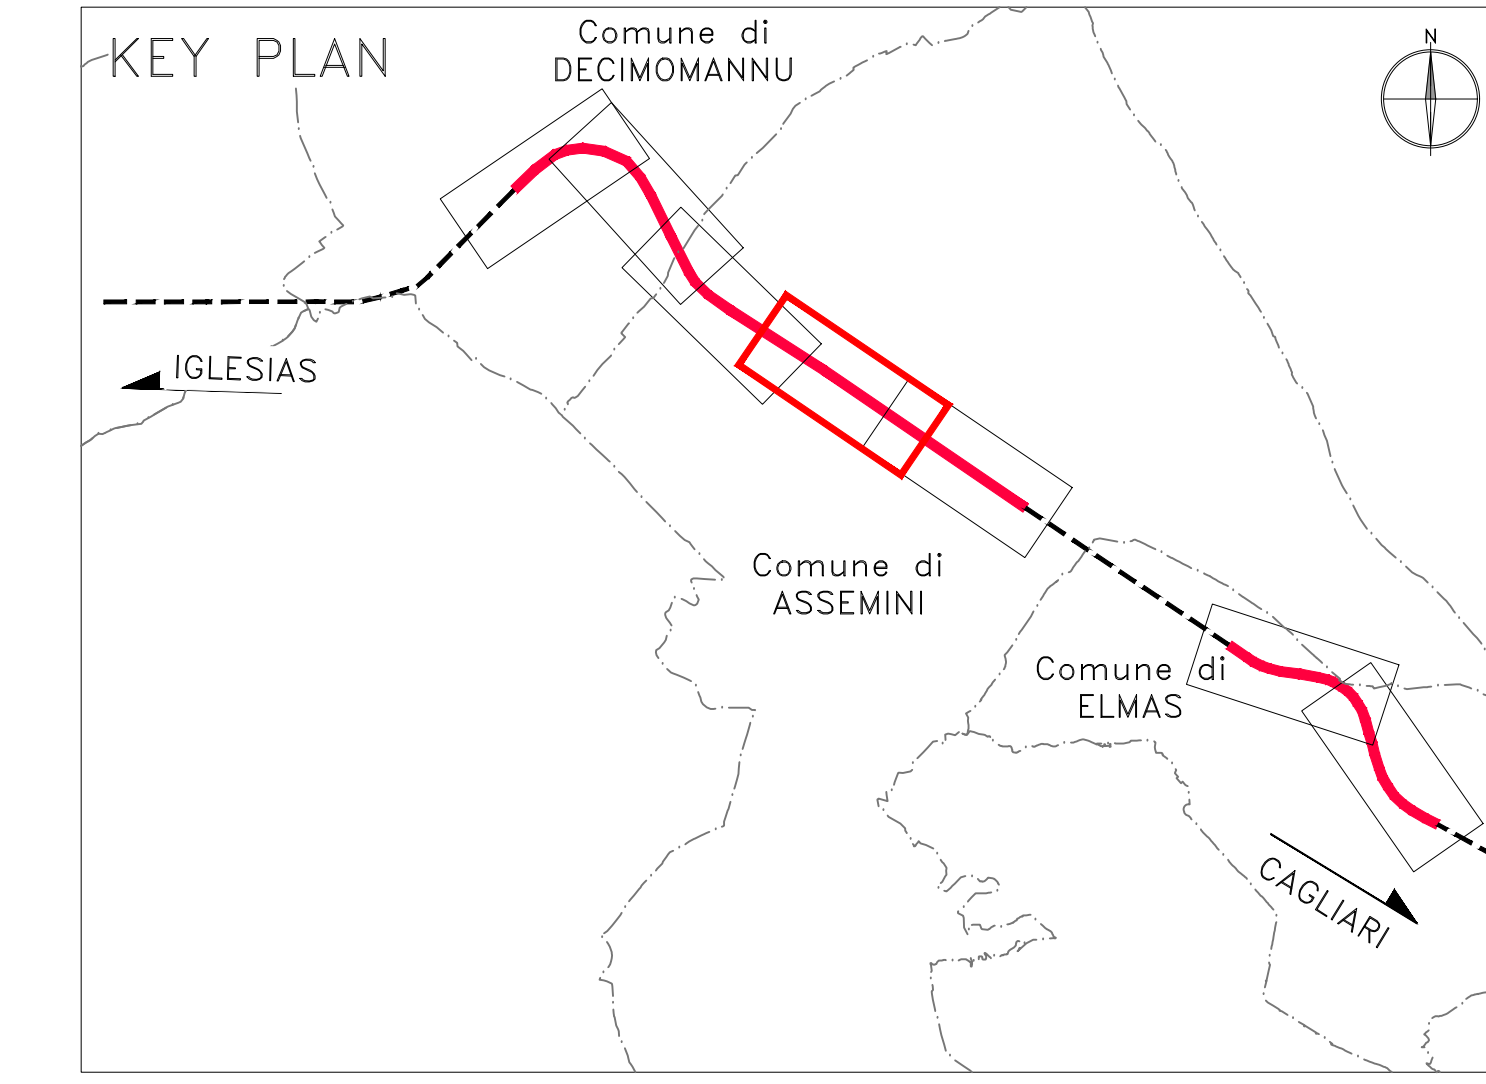 KEY PLAN
Comune di
DECIMOMANNU
N
IGLESIAS
Comune di
ASSEMINI
Comune di
ELMAS
CAGLIARI